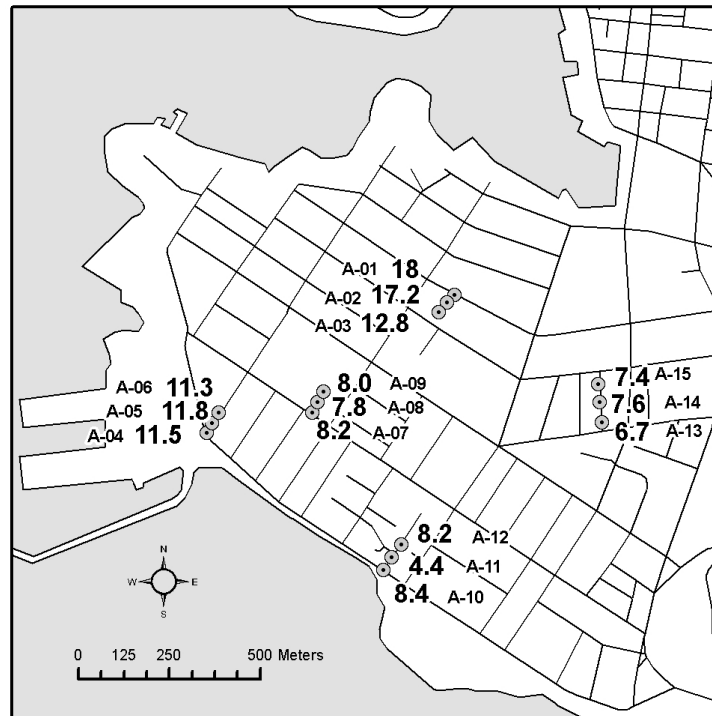 A-01 18
A-02 17.2
A-03 12.8
A-06 11.3
A-05 11.8
A-04 11.5
8.0 A-09
7.8 A-08
8.2 A-07
7.4 A-15
7.6 A-14
6.7 A-13
8.2 A-12
4.4 A-11
8.4 A-10
N
W E
S
0 125 250 500 Meters